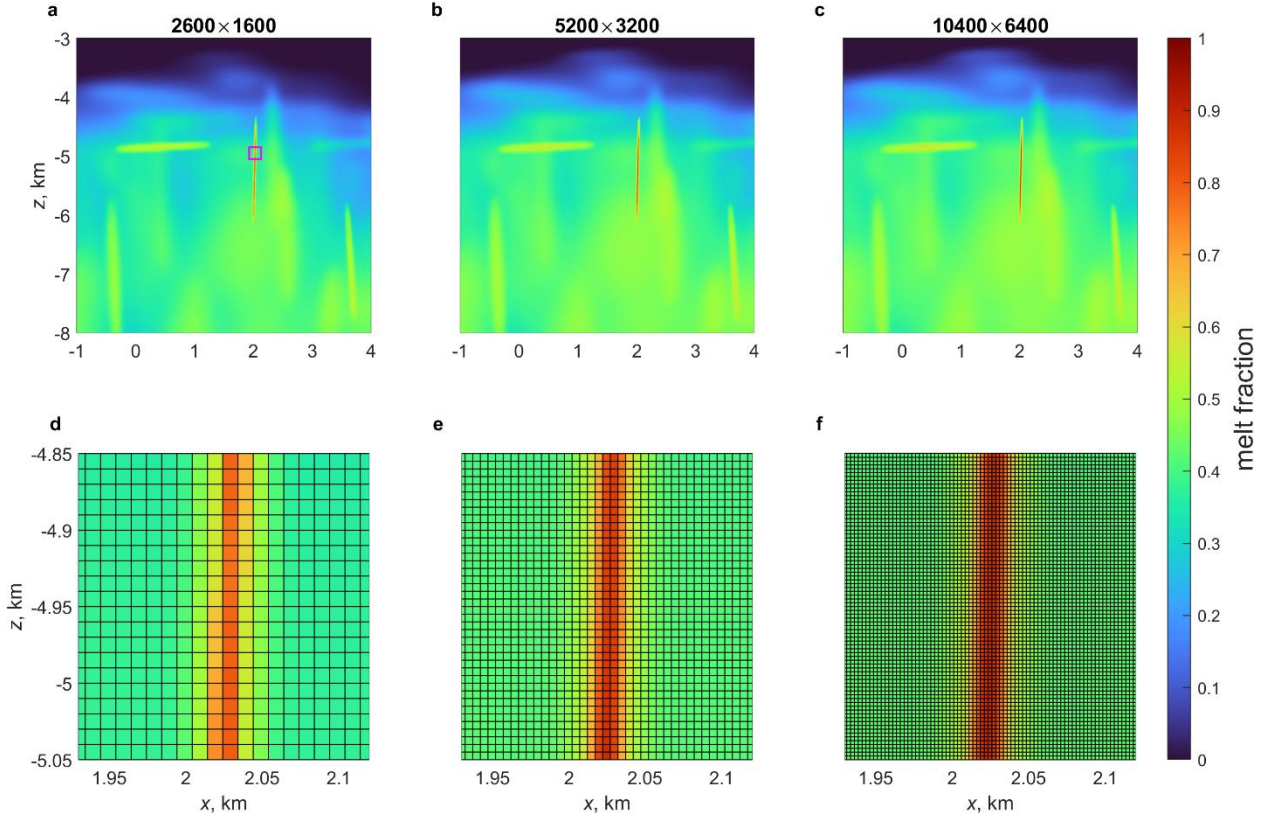 a
b
c
2600×1600
5200×3200
10400×6400
-3
-4
-5
-6
-7
-8
z, km
-1 0 1 2 3 4
-1 0 1 2 3 4
-1 0 1 2 3 4
1
0.9
0.8
0.7
0.6
0.5
0.4
0.3
0.2
0.1
0
melt fraction
d
e
f
-4.85
-4.9
-4.95
-5
-5.05
z, km
1.95 2 2.05 2.1
1.95 2 2.05 2.1
1.95 2 2.05 2.1
x, km
x, km
x, km